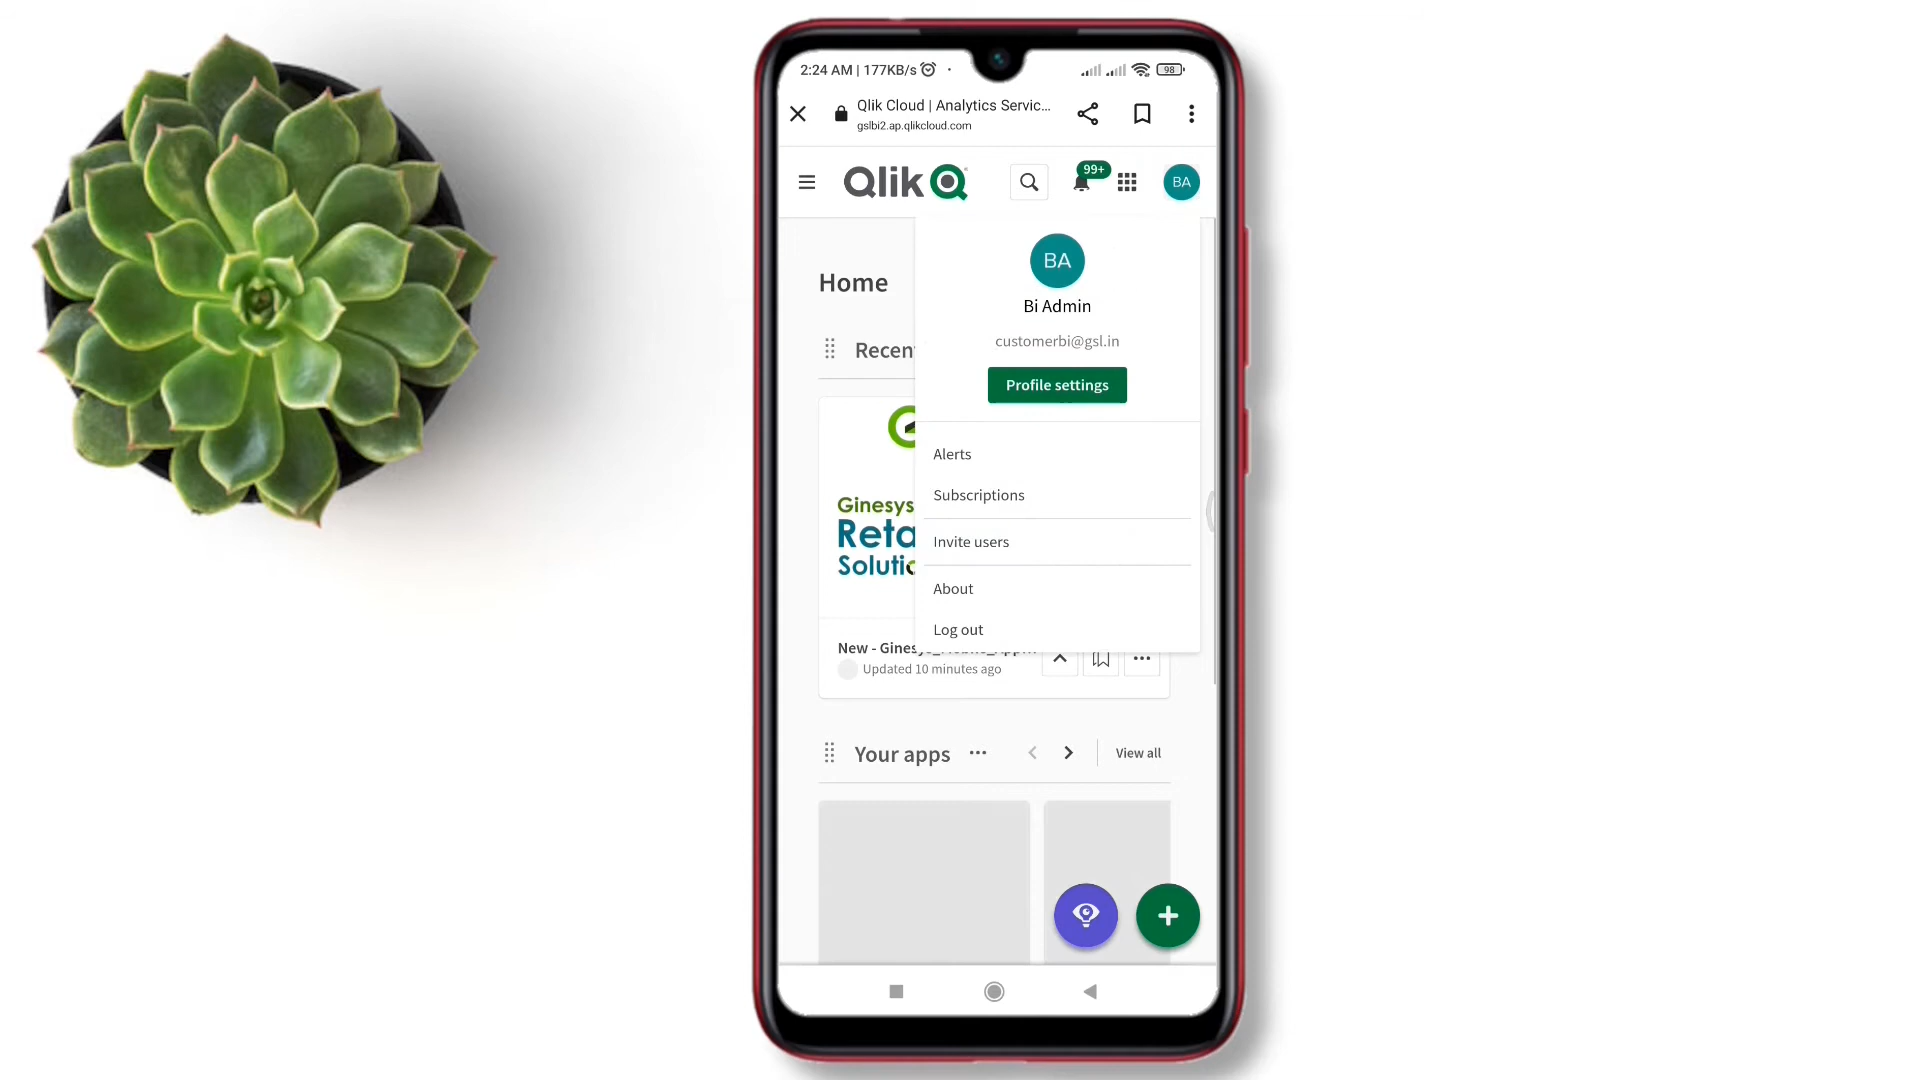 2:24 AM | 177KB/s
98
Qlik Cloud | Analytics Servic...
gslbi2.ap.qlikcloud.com
Qlik
99+
BA
BA
Home
Bi Admin
customerbi@gsl.in
Recen
Profile settings
Alerts
Subscriptions
Ginesys
Reta
Soluti
Invite users
About
Log out
New - Ginesys_Mobile_App...
Updated 10 minutes ago
Your apps
View all